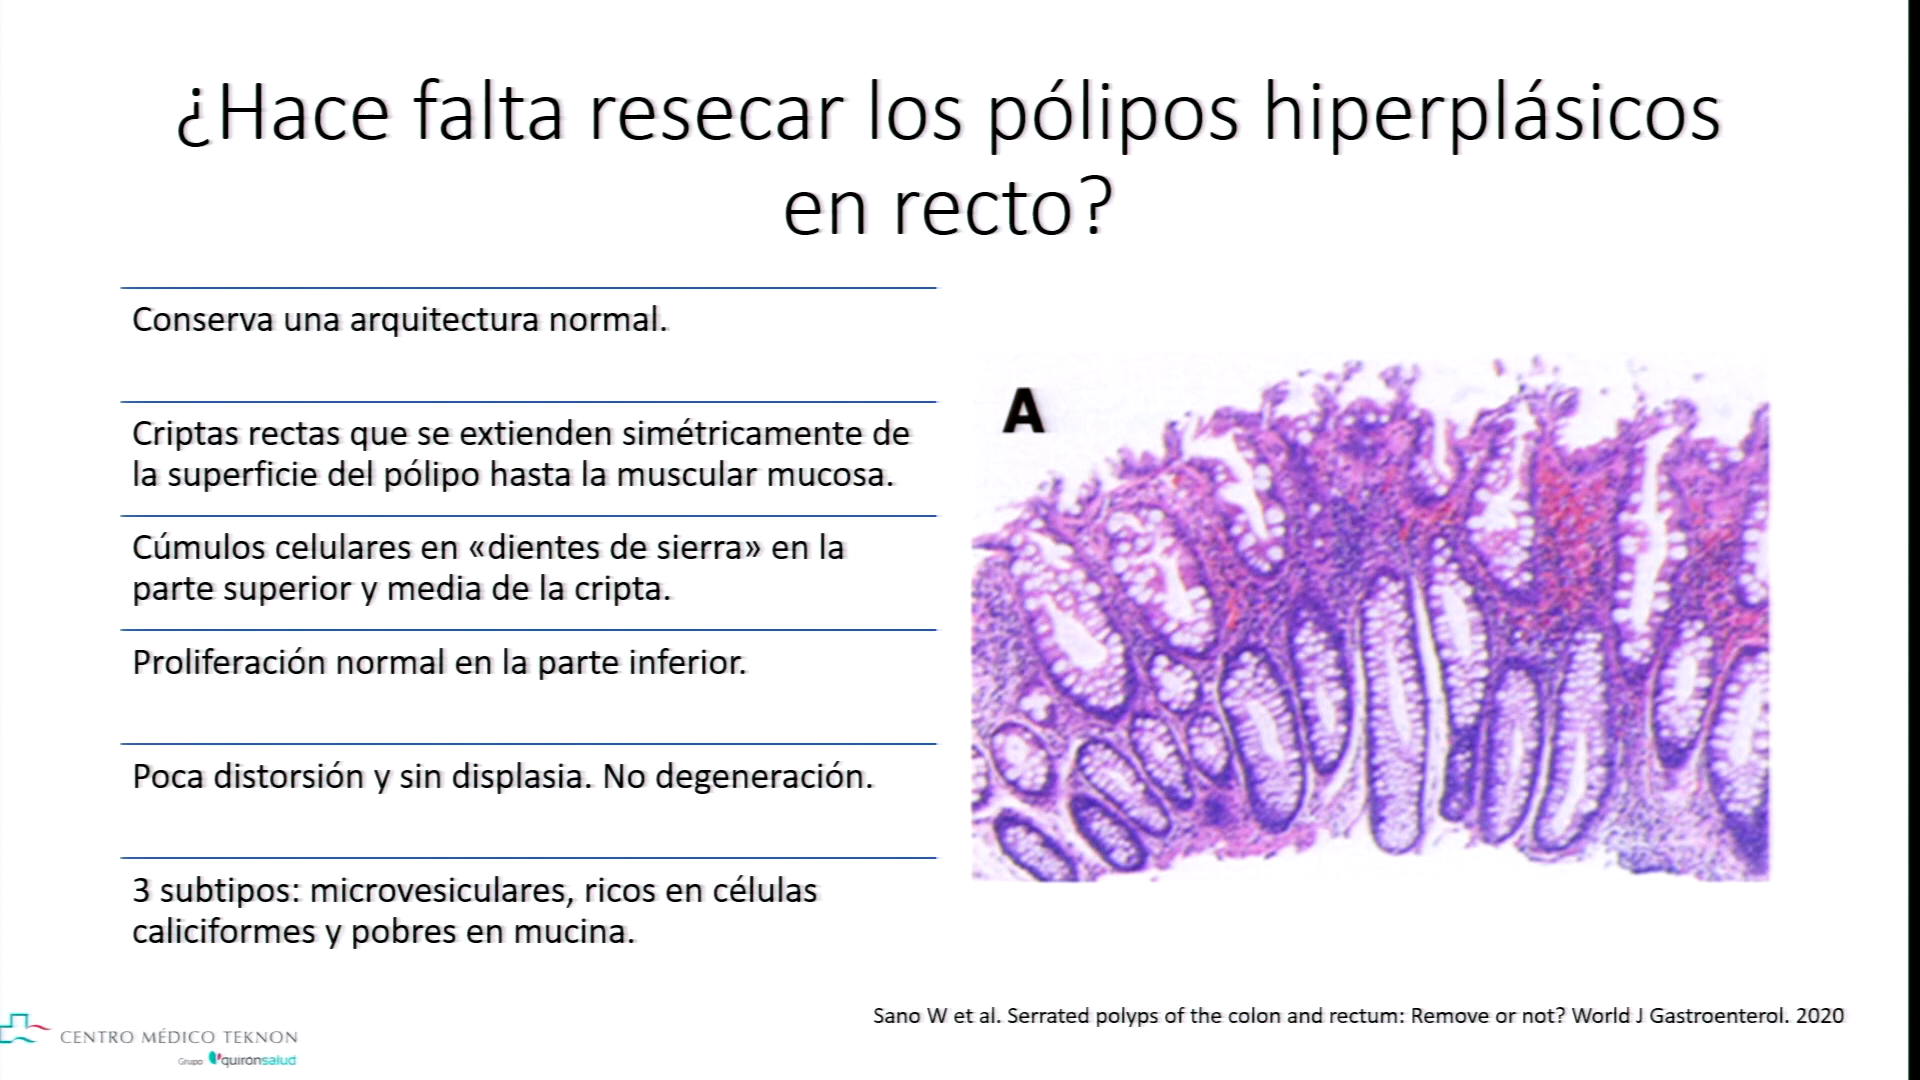 ¿Hace falta resecar los pólipos hiperplásicos
en recto?
Conserva una arquitectura normal.
Criptas rectas que se extienden simétricamente de
la superficie del pólipo hasta la muscular mucosa.
Cúmulos celulares en «dientes de sierra» en la
parte superior y media de la cripta.
Proliferación normal en la parte inferior.
Poca distorsión y sin displasia. No degeneración.
3 subtipos: microvesiculares, ricos en células
caliciformes y pobres en mucina.
A
Sano W et al. Serrated polyps of the colon and rectum: Remove or not? World J Gastroenterol. 2020
CENTRO MÉDICO TEKNON
Grupo quirónsalud